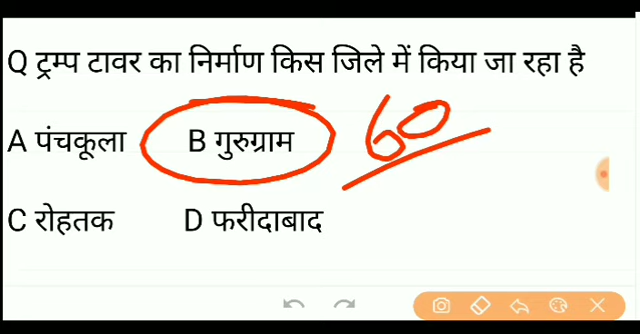 Q ट्रम्प टावर का निर्माण किस जिले में किया जा रहा है
A पंचकूला B गुरुग्राम 60
C रोहतक D फरीदाबाद